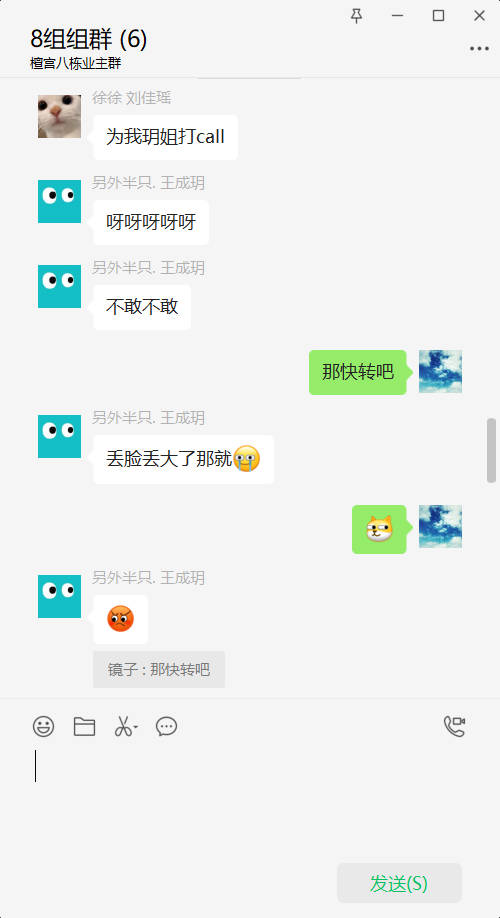 8组组群 (6)
檀宫八栋业主群
徐徐 刘佳瑶
为我玥姐打call
另外半只. 王成玥
呀呀呀呀呀
另外半只. 王成玥
不敢不敢
那快转吧
另外半只. 王成玥
丢脸丢大了那就
另外半只. 王成玥
镜子 : 那快转吧
发送(S)